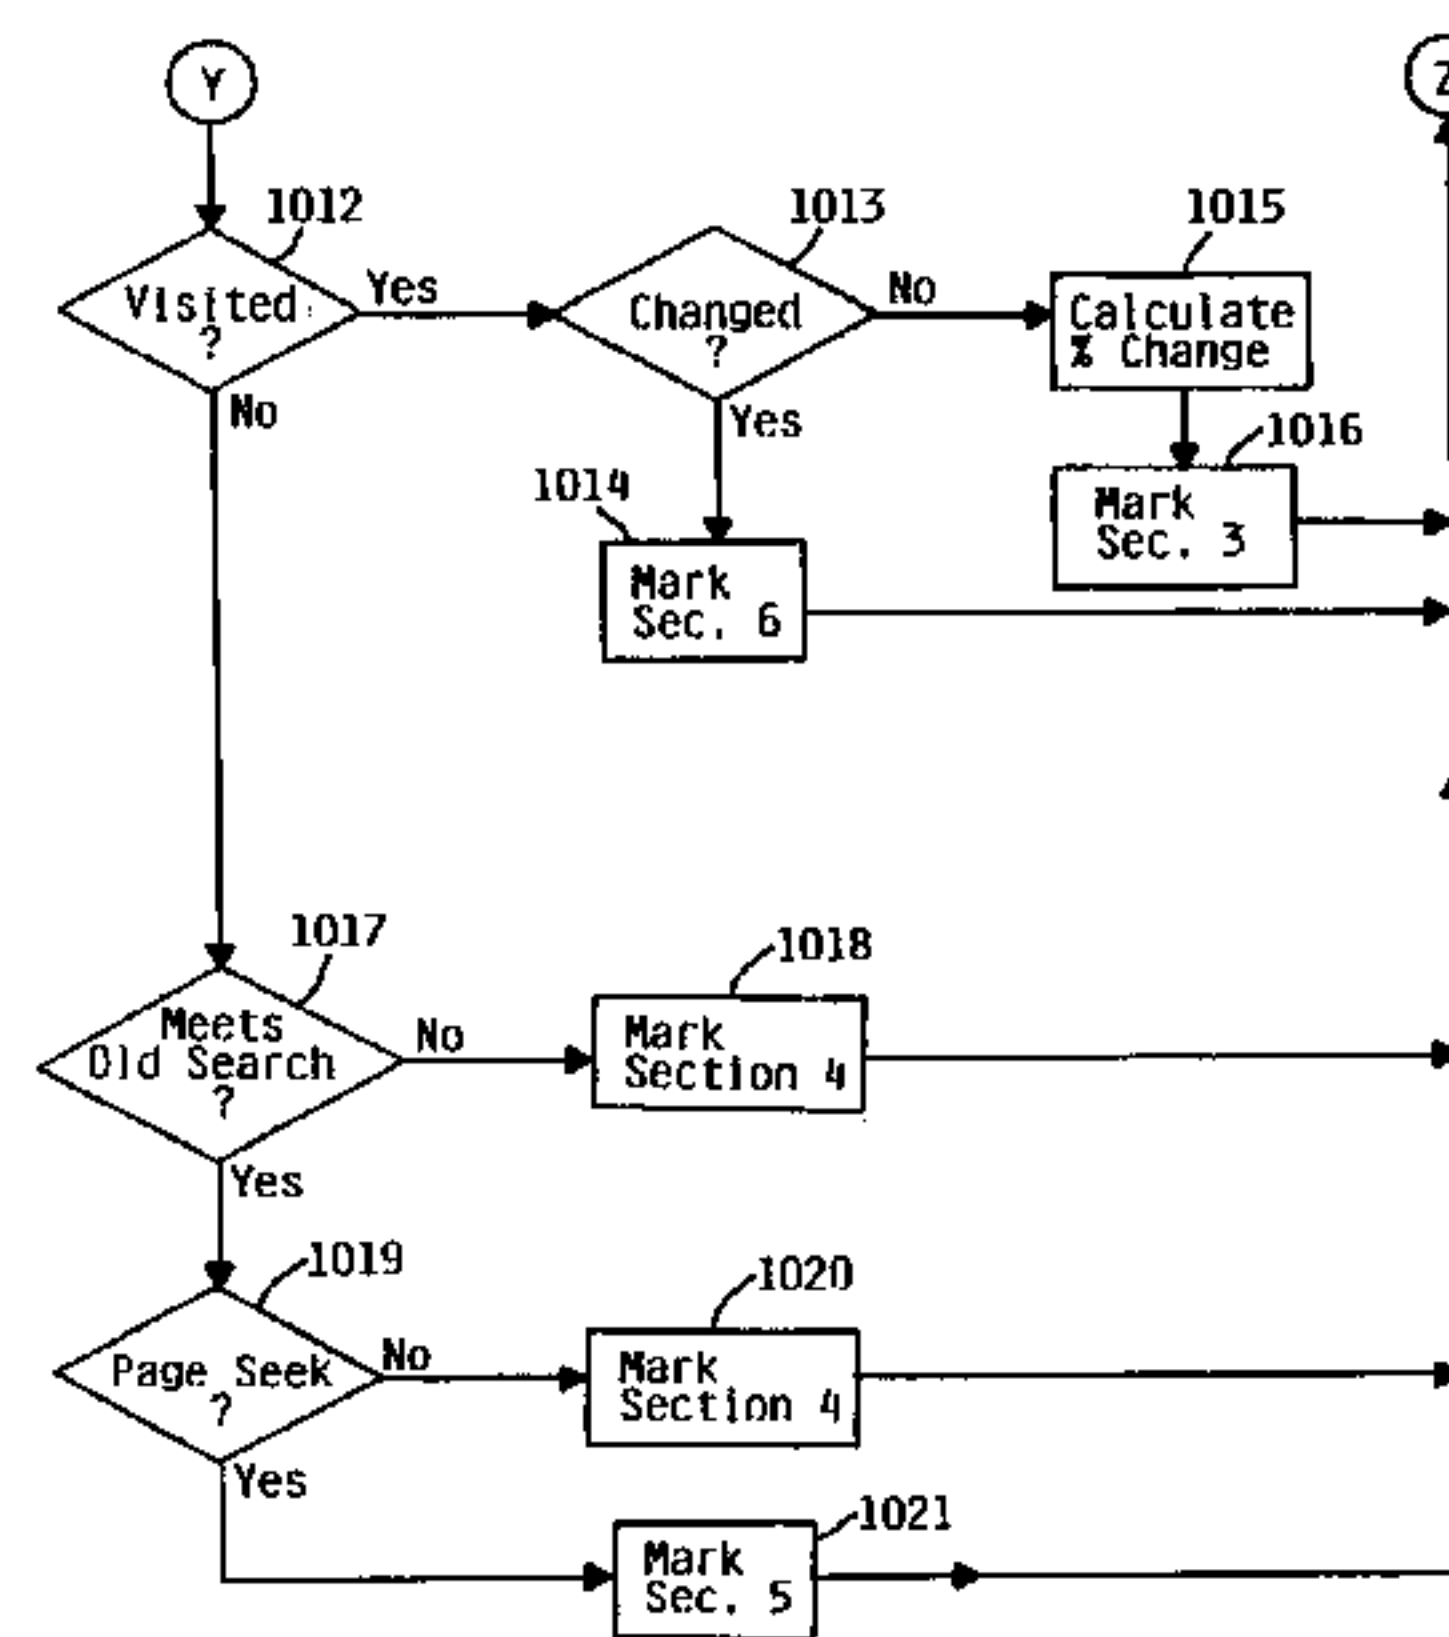 Y
Z
1012
1013
1015
Visited
?
Yes
Changed
?
No
Calculate
% Change
No
Yes
1016
1014
Mark
Sec. 3
Mark
Sec. 6
1017
1018
Meets
Old Search
?
No
Mark
Section 4
Yes
1019
1020
Page Seek
?
No
Mark
Section 4
Yes
1021
Mark
Sec. 5